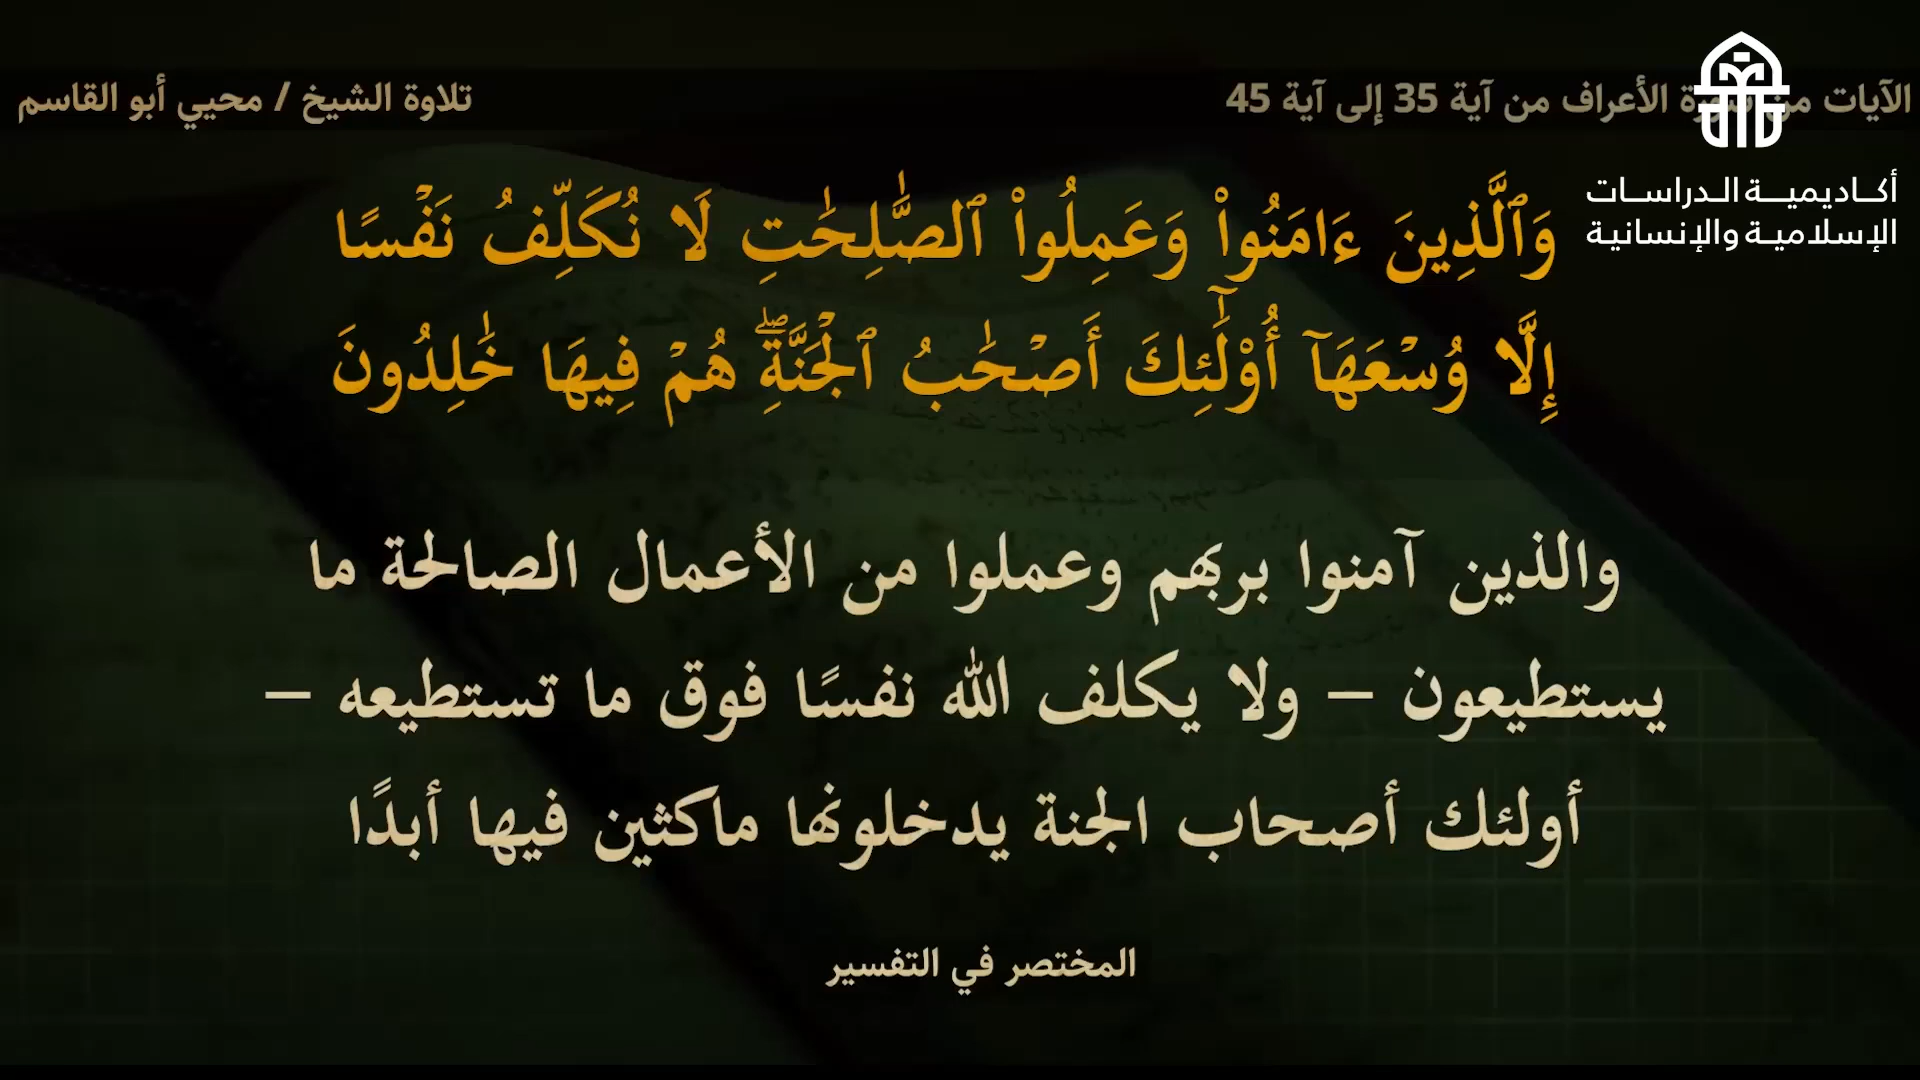 الآيات من سورة الأعراف من آية 35 إلى آية 45
تلاوة الشيخ / محيي أبو القاسم
أكاديمية الدراسات
الإسلامية والإنسانية
وَٱلَّذِينَ ءَامَنُوا۟ وَعَمِلُوا۟ ٱلصَّٰلِحَٰتِ لَا نُكَلِّفُ نَفْسًا
إِلَّا وُسْعَهَآ أُو۟لَٰٓئِكَ أَصْحَٰبُ ٱلْجَنَّةِۖ هُمْ فِيهَا خَٰلِدُونَ
والذين آمنوا بربهم وعملوا من الأعمال الصالحة ما
يستطيعون – ولا يكلف الله نفسًا فوق ما تستطيعه –
أولئك أصحاب الجنة يدخلونها ماكثين فيها أبدًا
المختصر في التفسير